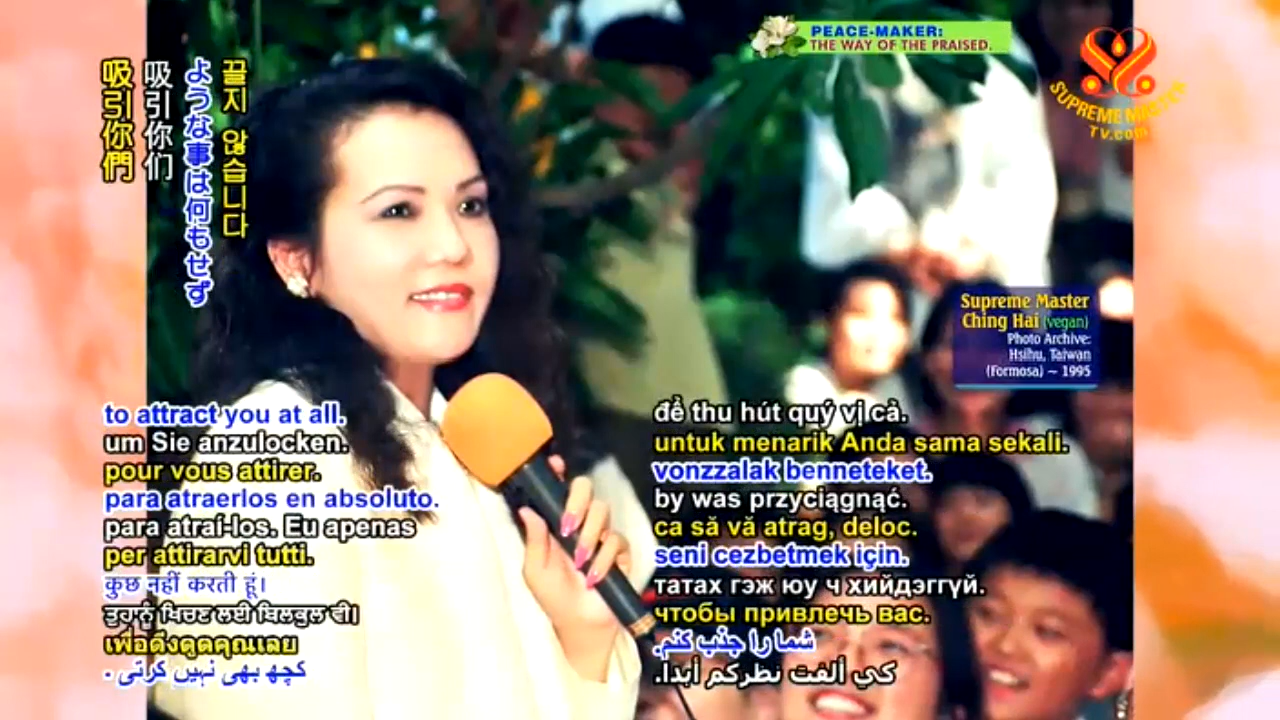 PEACE-MAKER:
THE WAY OF THE PRAISED.
SUPREME MASTER
TV.com
吸引你們
吸引你们
ような事は何もせず
끌지 않습니다
Supreme Master
Ching Hai (vegan)
Photo Archive:
Hsihu, Taiwan
(Formosa) ~ 1995
to attract you at all.
um Sie anzulocken.
pour vous attirer.
para atraerlos en absoluto.
para atraí-los. Eu apenas
per attirarvi tutti.
कुछ नहीं करती हूं।
ਤੁਹਾਨੂੰ ਖਿਚਣ ਲਈ ਬਿਲਕੁਲ ਵੀ।
เพื่อดึงดูดคุณเลย
کچھ بھی نہیں کرتی ۔
để thu hút quý vị cả.
untuk menarik Anda sama sekali.
vonzzalak benneteket.
by was przyciągnąć.
ca să vă atrag, deloc.
seni cezbetmek için.
татах гэж юу ч хийдэггүй.
чтобы привлечь вас.
شما را جذب کنم.
كي ألفت نظركم أبدا.